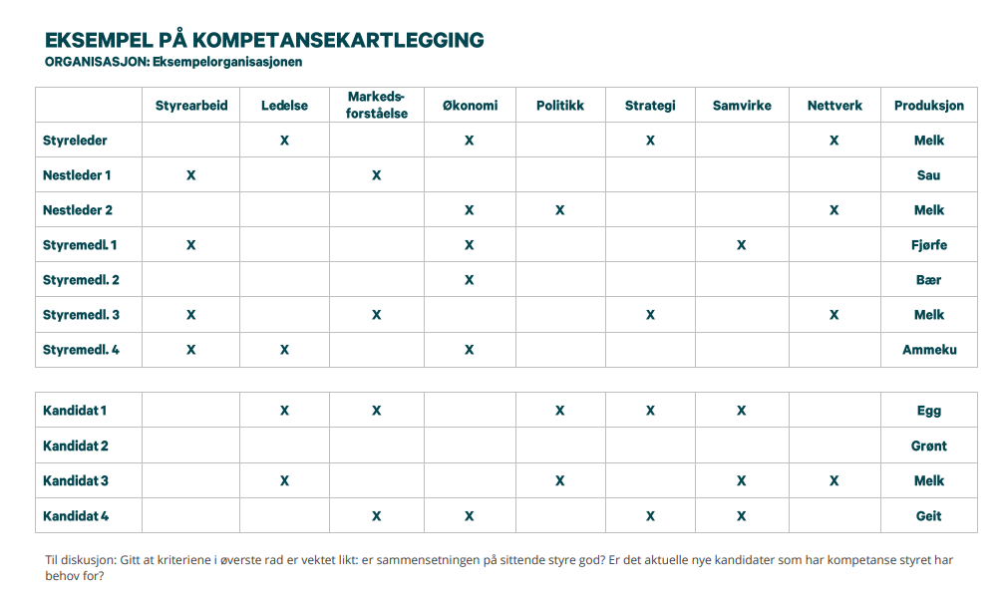 EKSEMPEL PÅ KOMPETANSEKARTLEGGING
ORGANISASJON: Eksempelorganisasjonen
Styrearbeid Ledelse Markeds-forståelse Økonomi Politikk Strategi Samvirke Nettverk Produksjon
Styreleder X X X X Melk
Nestleder 1 X X Sau
Nestleder 2 X X X Melk
Styremedl. 1 X X X Fjørfe
Styremedl. 2 X Bær
Styremedl. 3 X X X X Melk
Styremedl. 4 X X X Ammeku
Kandidat 1 X X X X X Egg
Kandidat 2 Grønt
Kandidat 3 X X X X Melk
Kandidat 4 X X X X Geit
Til diskusjon: Gitt at kriteriene i øverste rad er vektet likt: er sammensetningen på sittende styre god? Er det aktuelle nye kandidater som har kompetanse styret har
behov for?